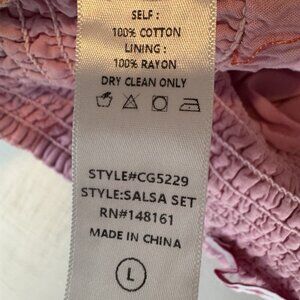 SELF :
100% COTTON
LINING :
100% RAYON
DRY CLEAN ONLY
STYLE#CG5229
STYLE:SALSA SET
RN#148161
MADE IN CHINA
L